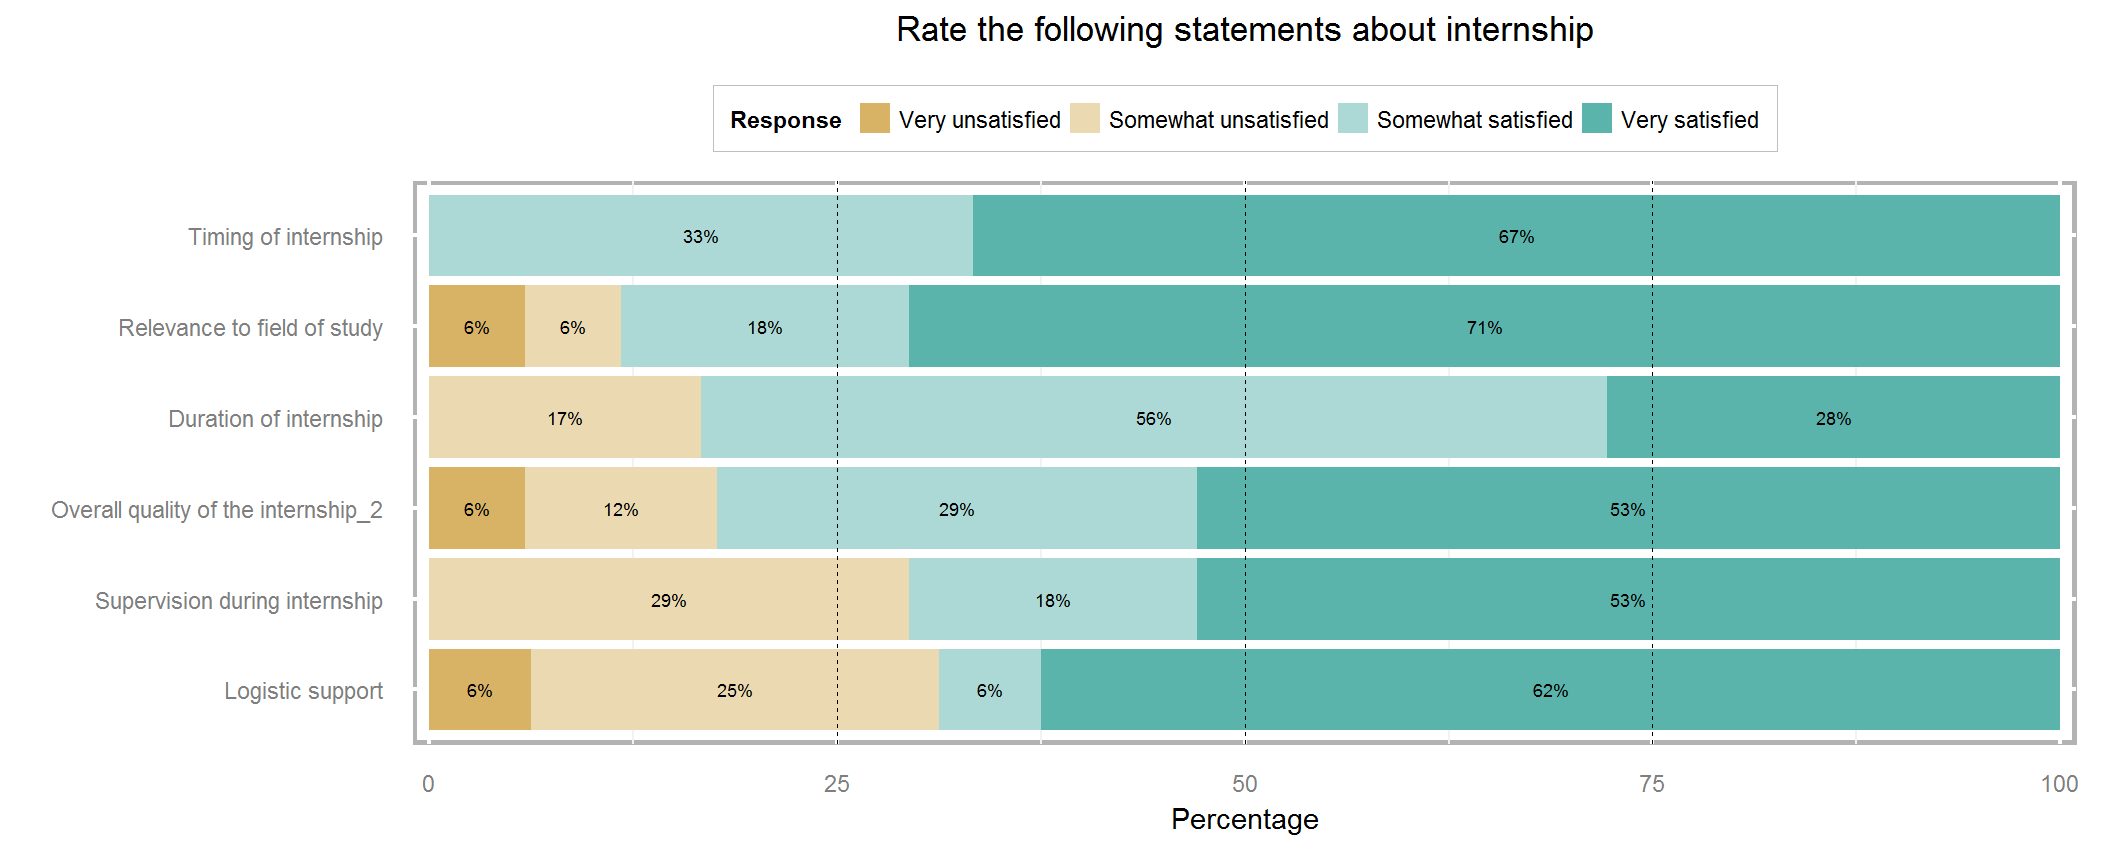 Rate the following statements about internship
Response Very unsatisfied Somewhat unsatisfied Somewhat satisfied Very satisfied
Timing of internship 33% 67%
Relevance to field of study 6% 6% 18% 71%
Duration of internship 17% 56% 28%
Overall quality of the internship_2 6% 12% 29% 53%
Supervision during internship 29% 18% 53%
Logistic support 6% 25% 6% 62%
0 25 50 75 100
Percentage